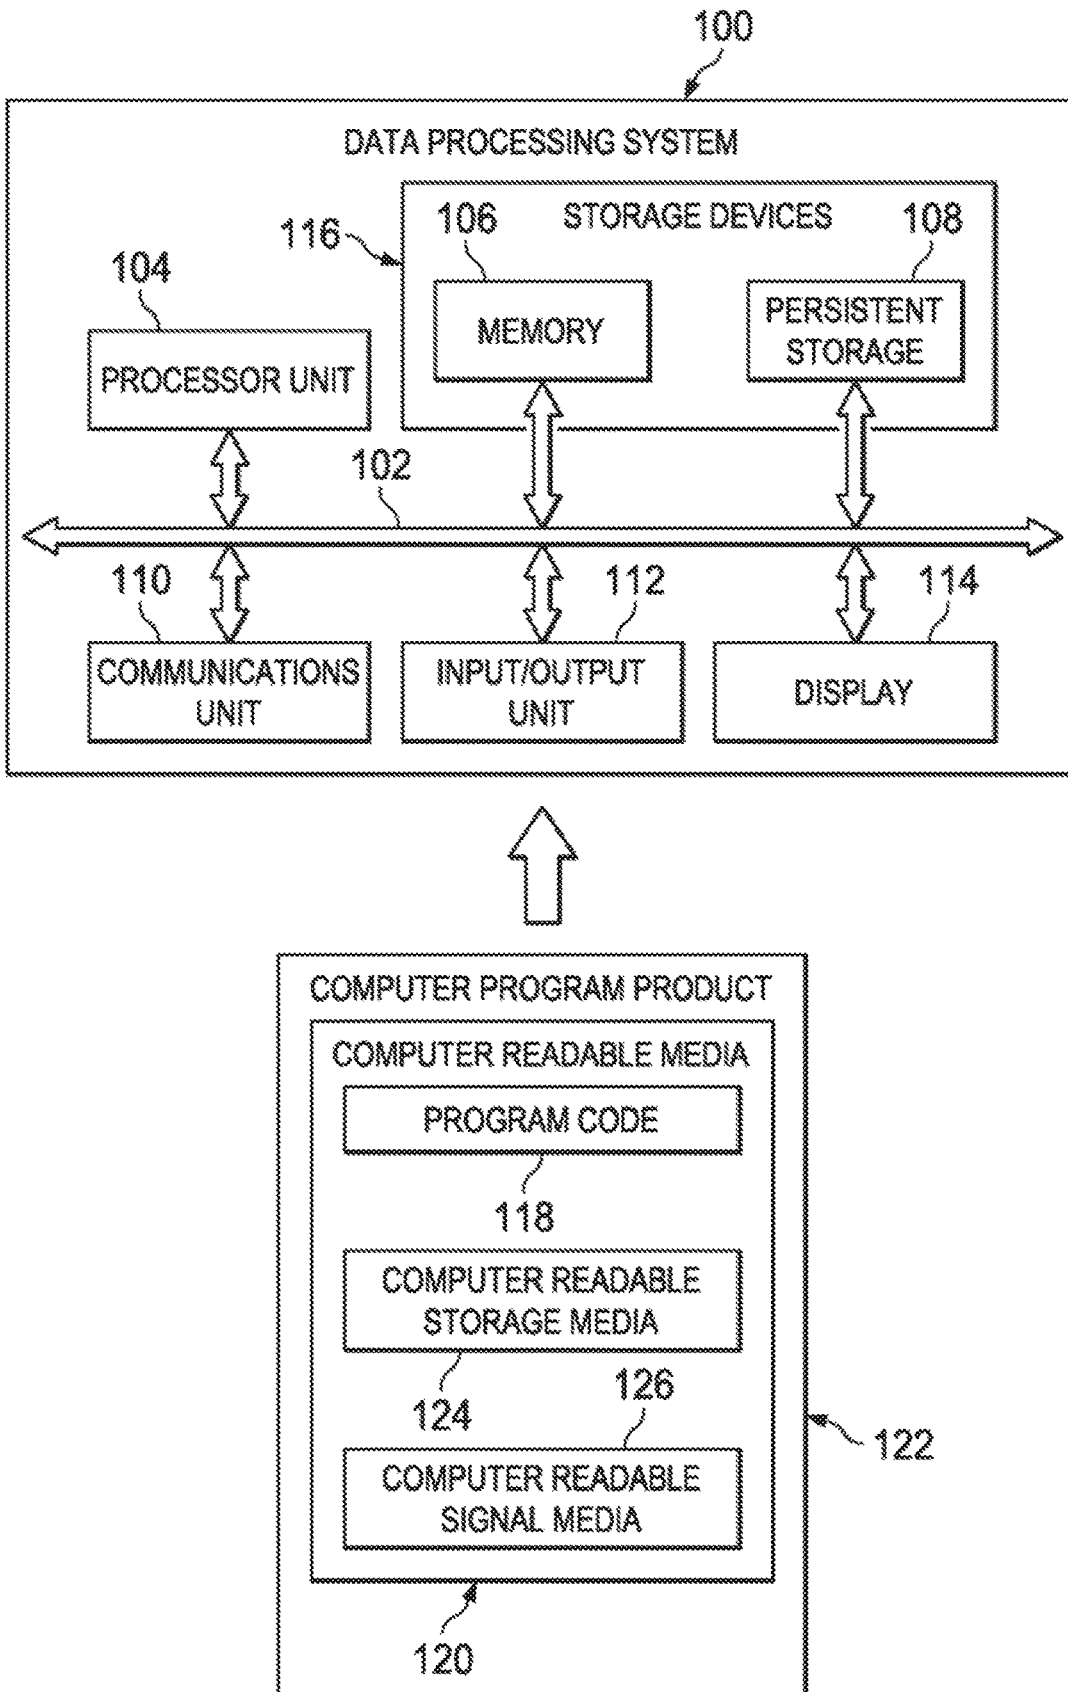 100
DATA PROCESSING SYSTEM
116
106
STORAGE DEVICES
108
104
MEMORY
PERSISTENT
STORAGE
PROCESSOR UNIT
102
110
112
114
COMMUNICATIONS
UNIT
INPUT/OUTPUT
UNIT
DISPLAY
COMPUTER PROGRAM PRODUCT
COMPUTER READABLE MEDIA
PROGRAM CODE
118
COMPUTER READABLE
STORAGE MEDIA
124
126
122
COMPUTER READABLE
SIGNAL MEDIA
120